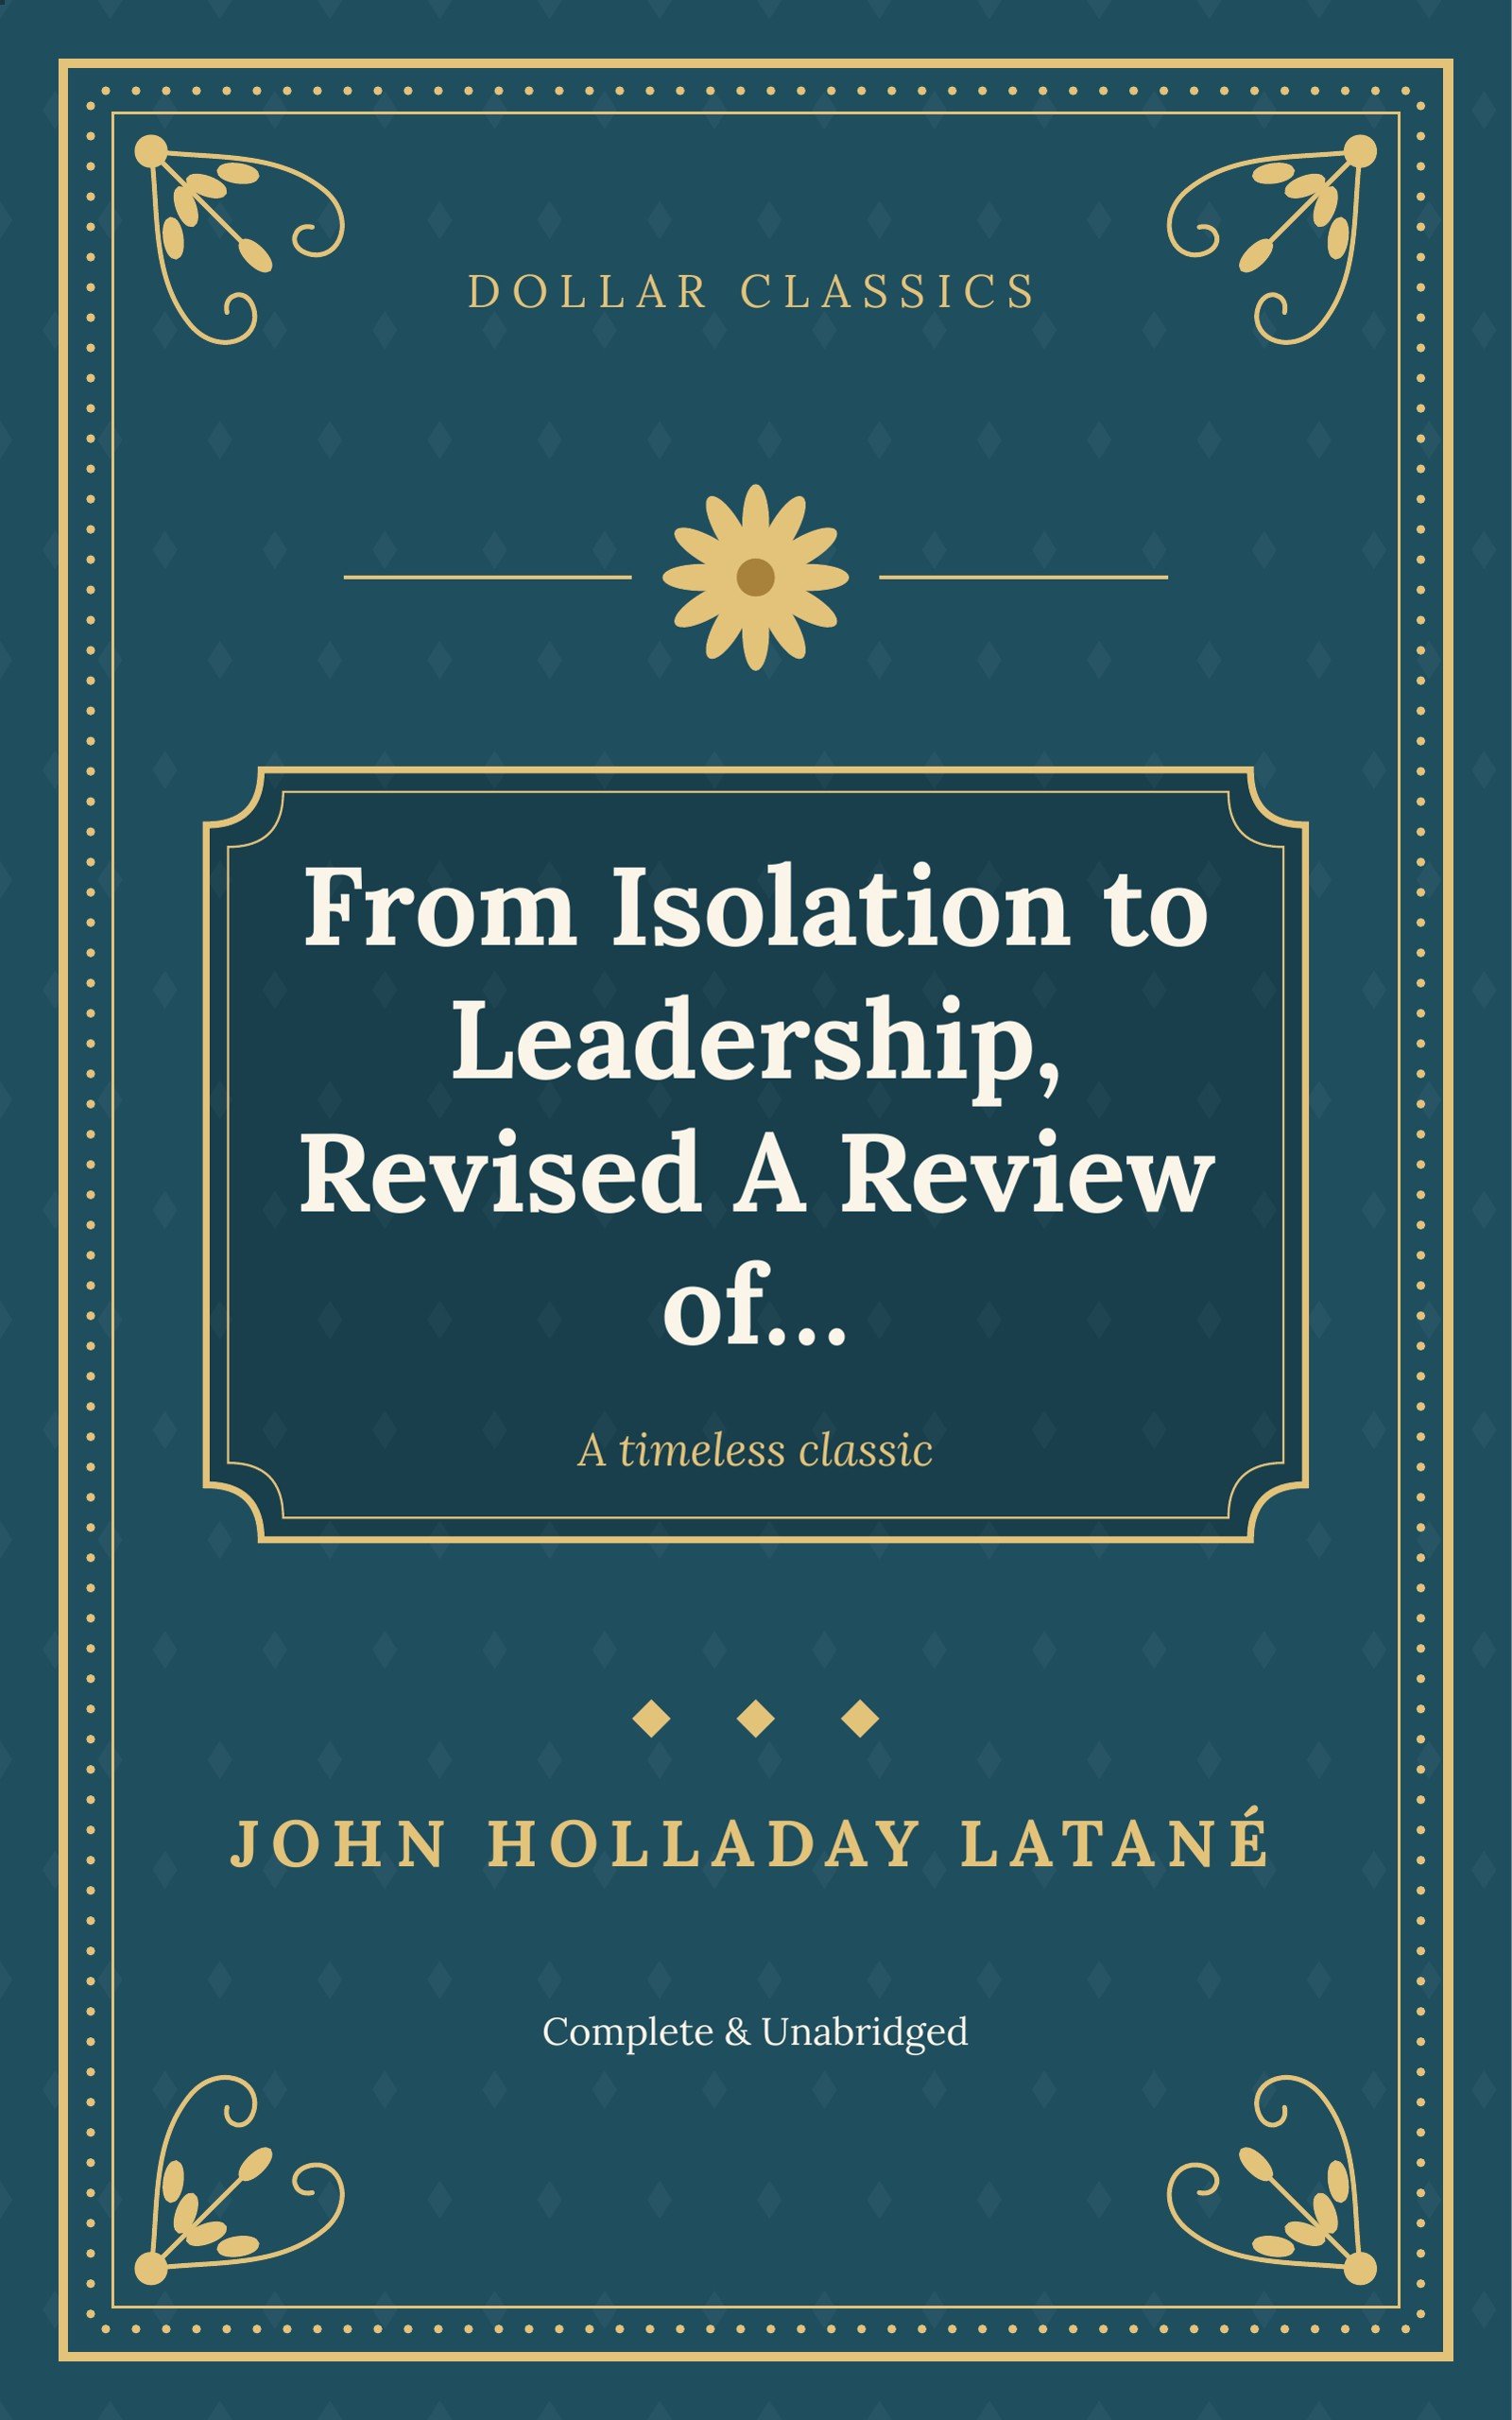 DOLLAR CLASSICS
From Isolation to
Leadership,
Revised A Review
of...
A timeless classic
JOHN HOLLADAY LATANÉ
Complete & Unabridged